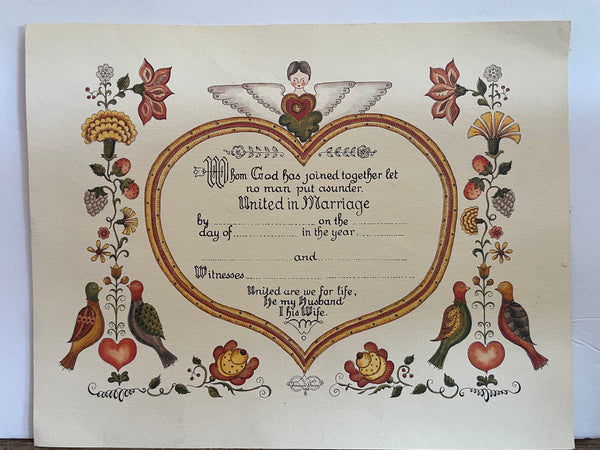 Whom God has joined together let
no man put asunder.
United in Marriage
by on the
day of in the year
and
Witnesses
United are we for life,
He my Husband
I his Wife.